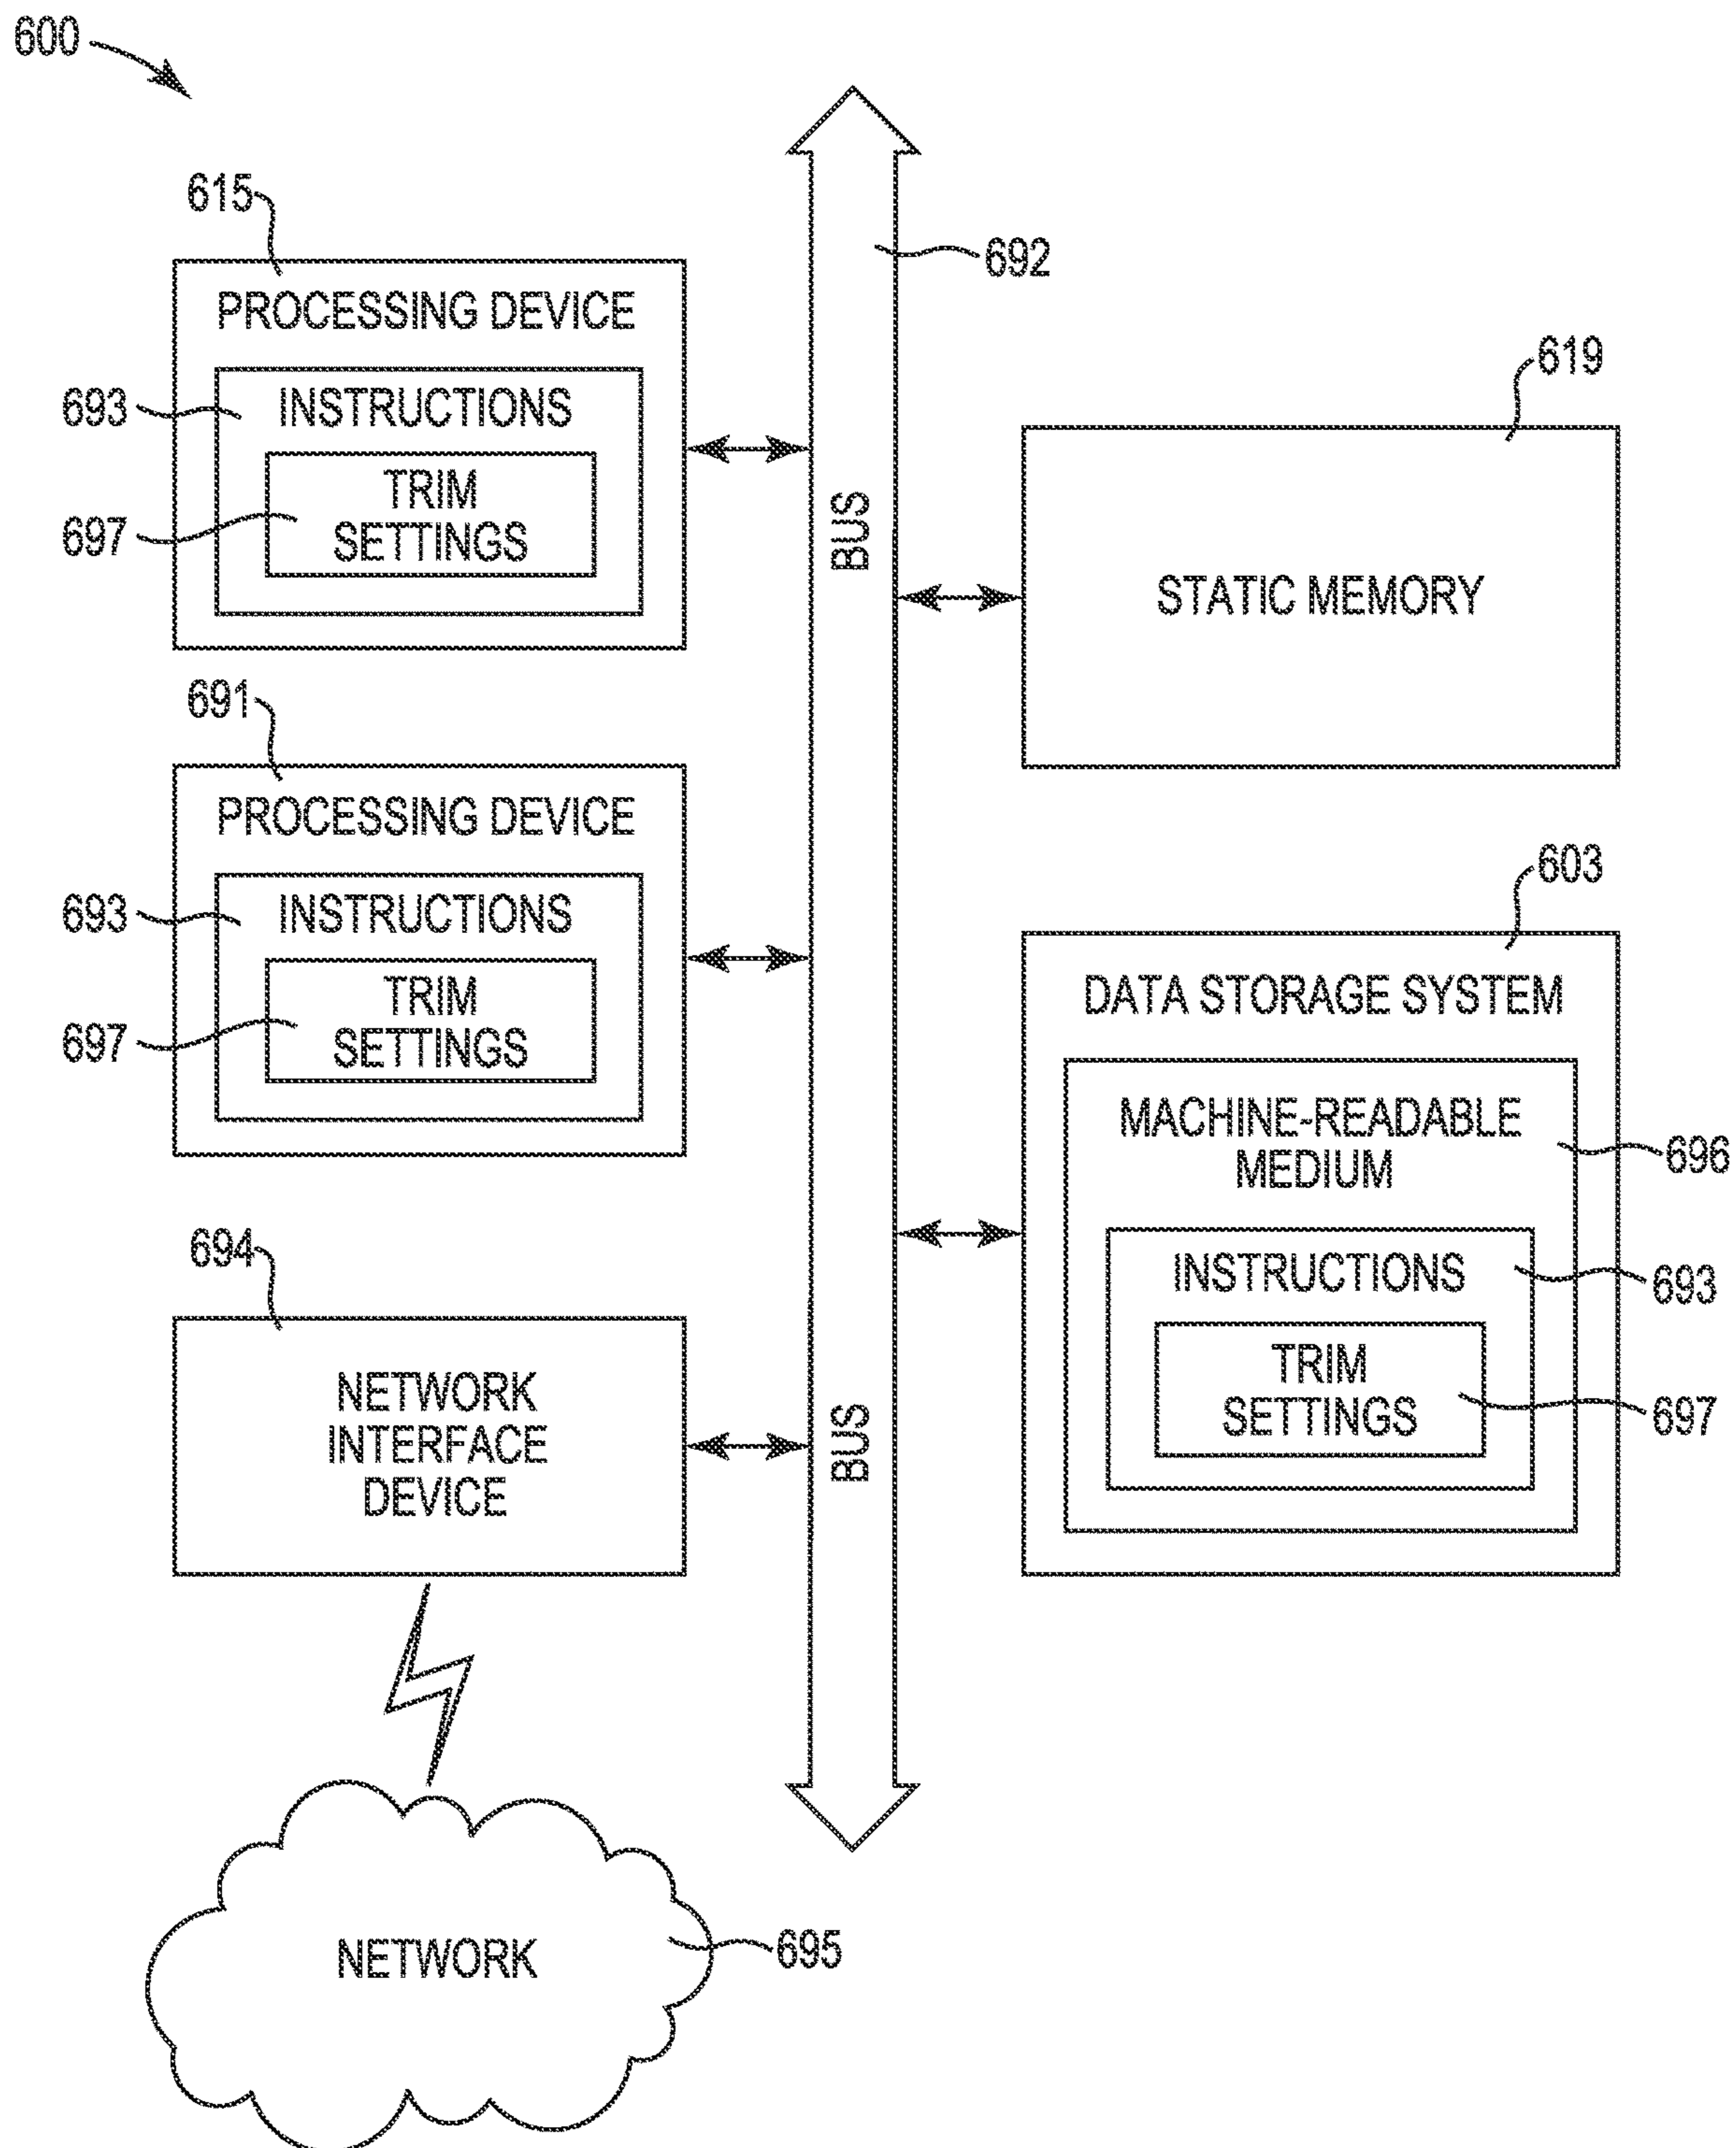 600
615
PROCESSING DEVICE
693
INSTRUCTIONS
697
TRIM
SETTINGS
691
PROCESSING DEVICE
693
INSTRUCTIONS
697
TRIM
SETTINGS
694
NETWORK
INTERFACE
DEVICE
NETWORK
695
692
BUS
BUS
619
STATIC MEMORY
603
DATA STORAGE SYSTEM
MACHINE-READABLE
MEDIUM
696
INSTRUCTIONS
693
TRIM
SETTINGS
697